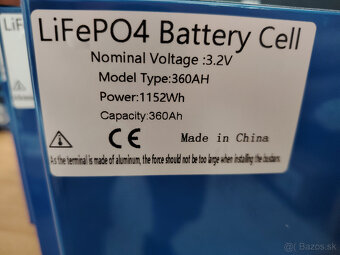 LiFePO4 Battery Cell
Nominal Voltage :3.2V
Model Type:360AH
Power:1152Wh
Capacity:360Ah
CE Made in China
As the terminal is made of aluminum, the force should not be too large when installing the busbars.
Bazos.sk